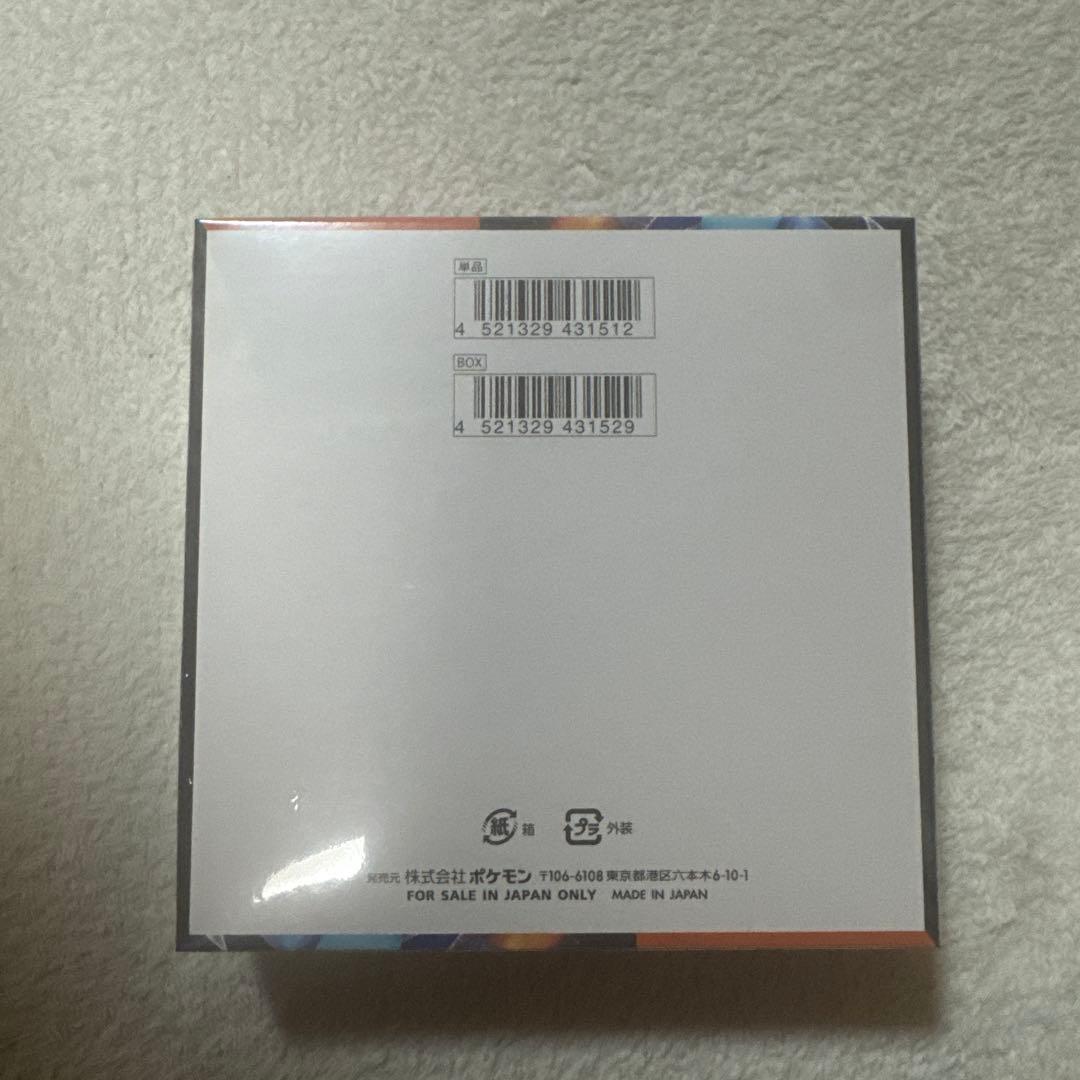 単品
4 521329 431512
BOX
4 521329 431529
紙 箱 プラ 外装
発売元 株式会社 ポケモン 〒106-6108 東京都港区六本木6-10-1
FOR SALE IN JAPAN ONLY MADE IN JAPAN